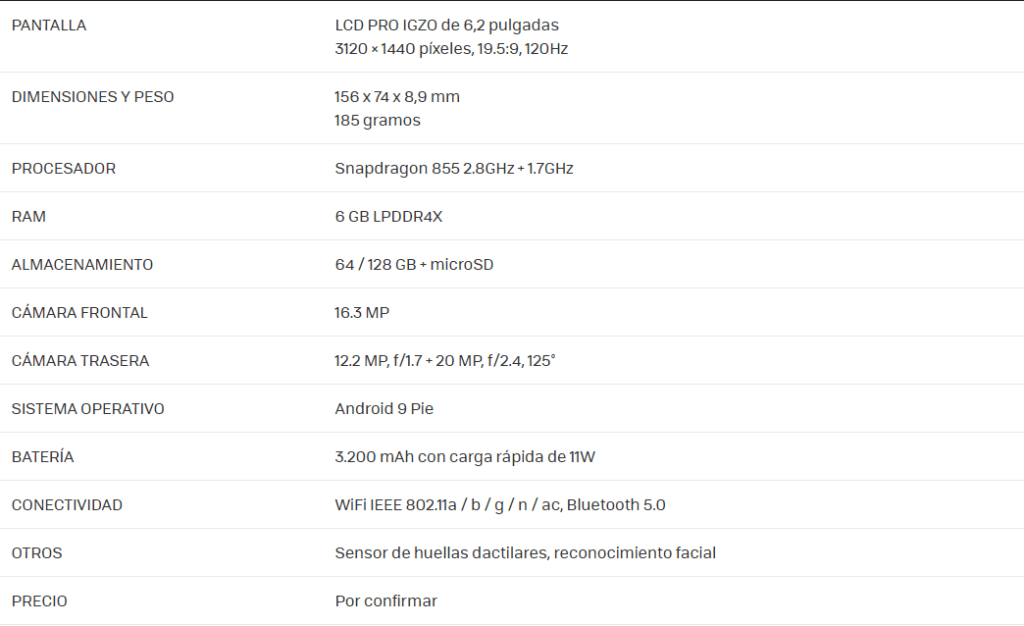 PANTALLA
LCD PRO IGZO de 6,2 pulgadas
3120 × 1440 píxeles, 19.5:9, 120Hz
DIMENSIONES Y PESO
156 x 74 x 8,9 mm
185 gramos
PROCESADOR
Snapdragon 855 2.8GHz + 1.7GHz
RAM
6 GB LPDDR4X
ALMACENAMIENTO
64 / 128 GB + microSD
CÁMARA FRONTAL
16.3 MP
CÁMARA TRASERA
12.2 MP, f/1.7 + 20 MP, f/2.4, 125°
SISTEMA OPERATIVO
Android 9 Pie
BATERÍA
3.200 mAh con carga rápida de 11W
CONECTIVIDAD
WiFi IEEE 802.11a / b / g / n / ac, Bluetooth 5.0
OTROS
Sensor de huellas dactilares, reconocimiento facial
PRECIO
Por confirmar